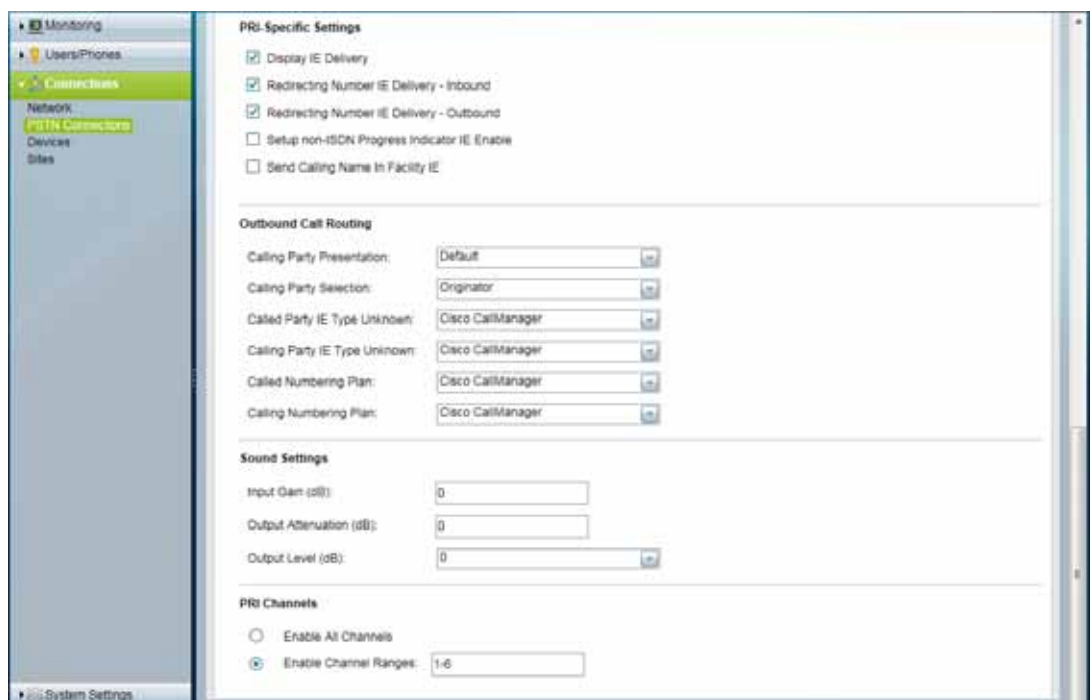 Monitoring
Users/Phones
Connections
Network
PSTN Connections
Devices
Sites
System Settings
PRI-Specific Settings
Display IE Delivery
Redirecting Number IE Delivery - Inbound
Redirecting Number IE Delivery - Outbound
Setup non-ISDN Progress Indicator IE Enable
Send Calling Name In Facility IE
Outbound Call Routing
Calling Party Presentation: Default
Calling Party Selection: Originator
Called Party IE Type Unknown: Cisco CallManager
Calling Party IE Type Unknown: Cisco CallManager
Called Numbering Plan: Cisco CallManager
Calling Numbering Plan: Cisco CallManager
Sound Settings
Input Gain (dB): 0
Output Attenuation (dB): 0
Output Level (dB): 0
PRI Channels
Enable All Channels
Enable Channel Ranges: 1-6